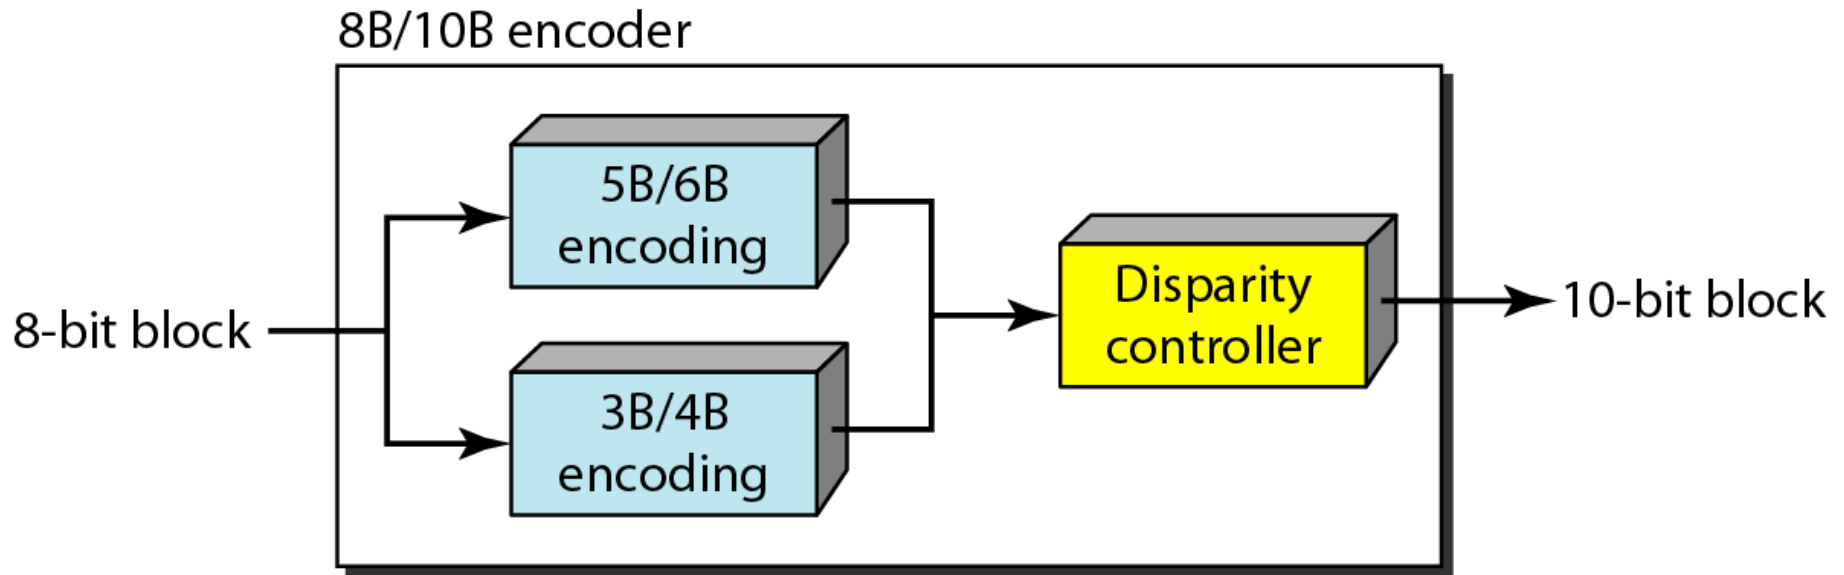 8B/10B encoder
5B/6B
encoding
8-bit block
3B/4B
encoding
Disparity
controller
10-bit block